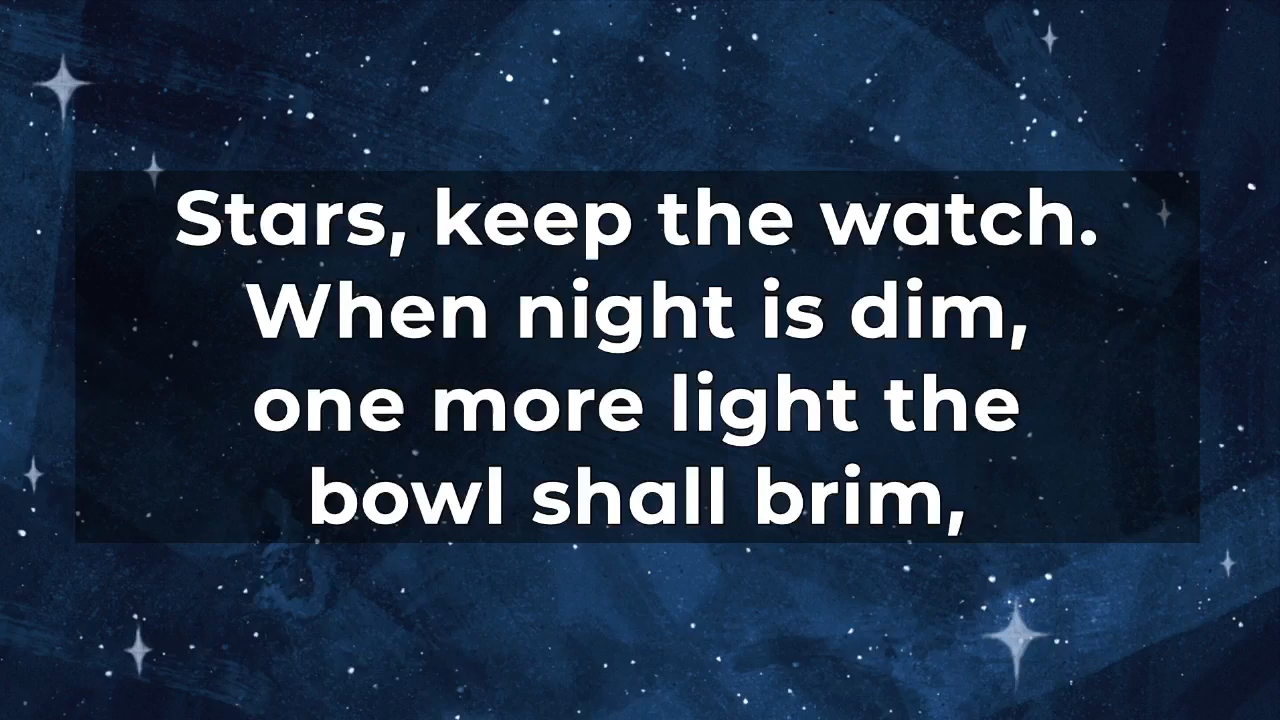 Stars, keep the watch.
When night is dim,
one more light the
bowl shall brim,